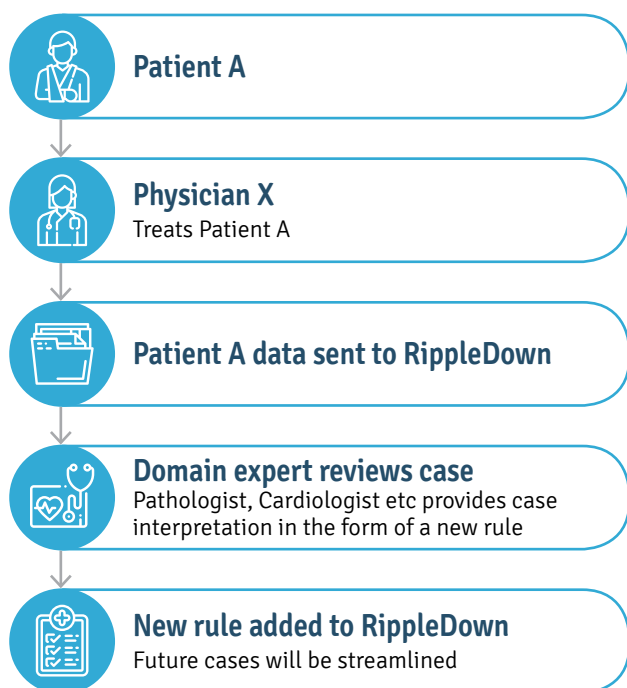 Patient A
Physician X
Treats Patient A
Patient A data sent to RippleDown
Domain expert reviews case
Pathologist, Cardiologist etc provides case
interpretation in the form of a new rule
New rule added to RippleDown
Future cases will be streamlined